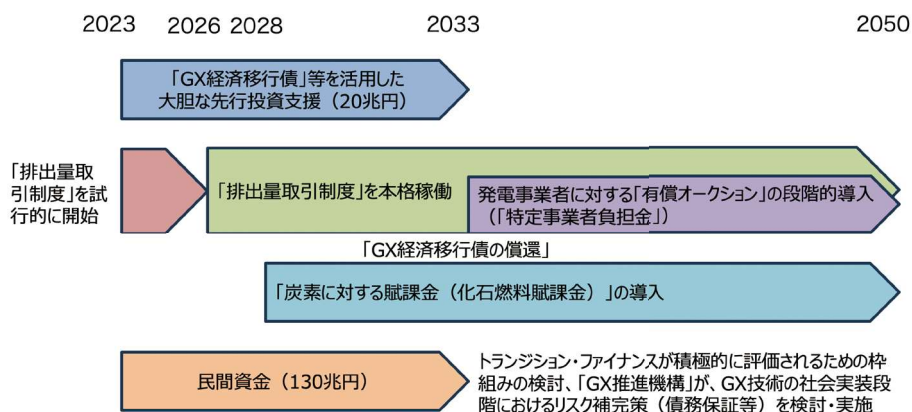 2023 2026 2028 2033 2050
「GX経済移行債」等を活用した
大胆な先行投資支援（20兆円）
「排出量取
引制度」を試
行的に開始
「排出量取引制度」を本格稼働
発電事業者に対する「有償オークション」の段階的導入
（「特定事業者負担金」）
「GX経済移行債の償還」
「炭素に対する賦課金（化石燃料賦課金）」の導入
民間資金（130兆円）
トランジション・ファイナンスが積極的に評価されるための枠
組みの検討、「GX推進機構」が、GX技術の社会実装段
階におけるリスク補完策（債務保証等）を検討・実施